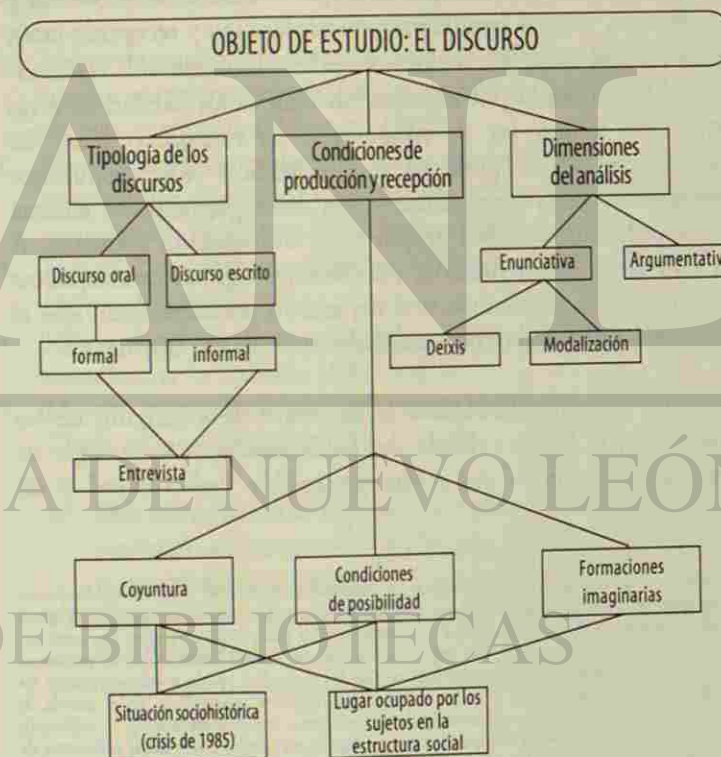 OBJETO DE ESTUDIO: EL DISCURSO
Tipología de los
discursos
Condiciones de
producción y recepción
Dimensiones
del análisis
Discurso oral
Discurso escrito
Enunciativa
Argumentativ
formal
informal
Deixis
Modalización
Entrevista
Coyuntura
Condiciones
de posibilidad
Formaciones
imaginarias
Situación sociohistórica
(crisis de 1985)
Lugar ocupado por los
sujetos en la
estructura social
ANL
A DE NUEVO LEÓN
DE BIBLIOTECAS